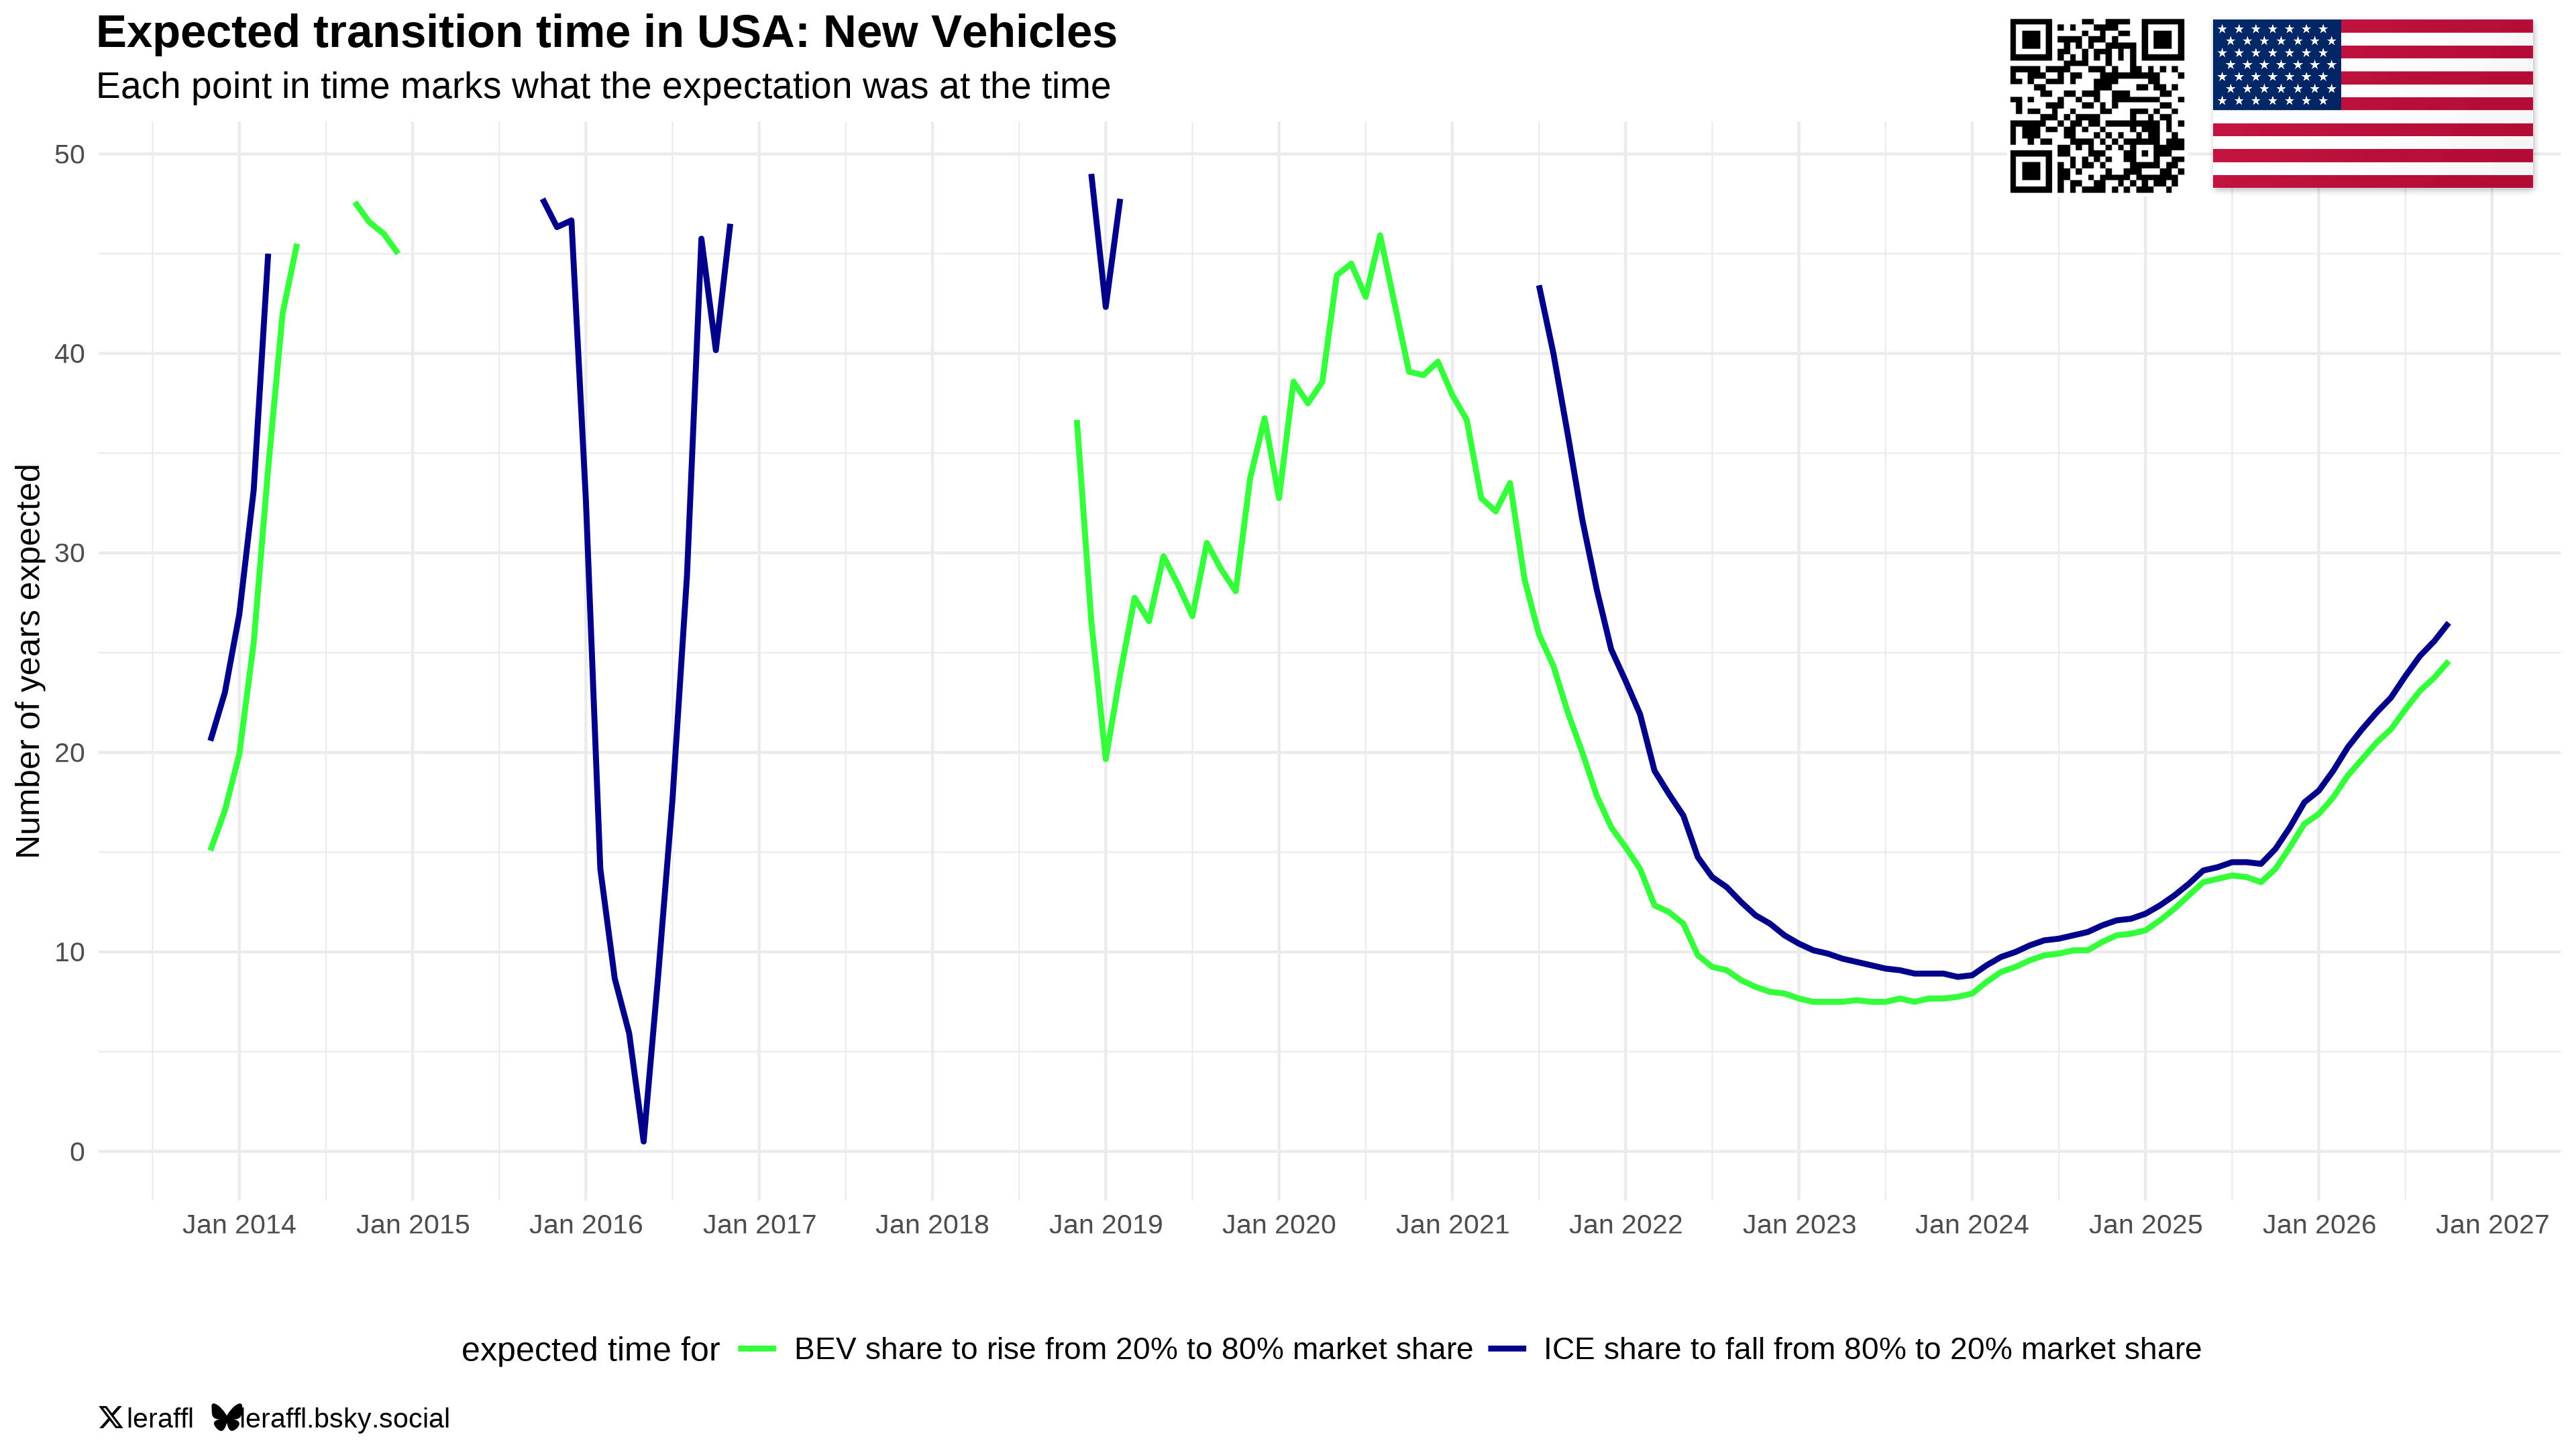 Expected transition time in USA: New Vehicles
Each point in time marks what the expectation was at the time
Number of years expected
50
40
30
20
10
0
Jan 2014 Jan 2015 Jan 2016 Jan 2017 Jan 2018 Jan 2019 Jan 2020 Jan 2021 Jan 2022 Jan 2023 Jan 2024 Jan 2025 Jan 2026 Jan 2027
expected time for BEV share to rise from 20% to 80% market share ICE share to fall from 80% to 20% market share
leraffl leraffl.bsky.social